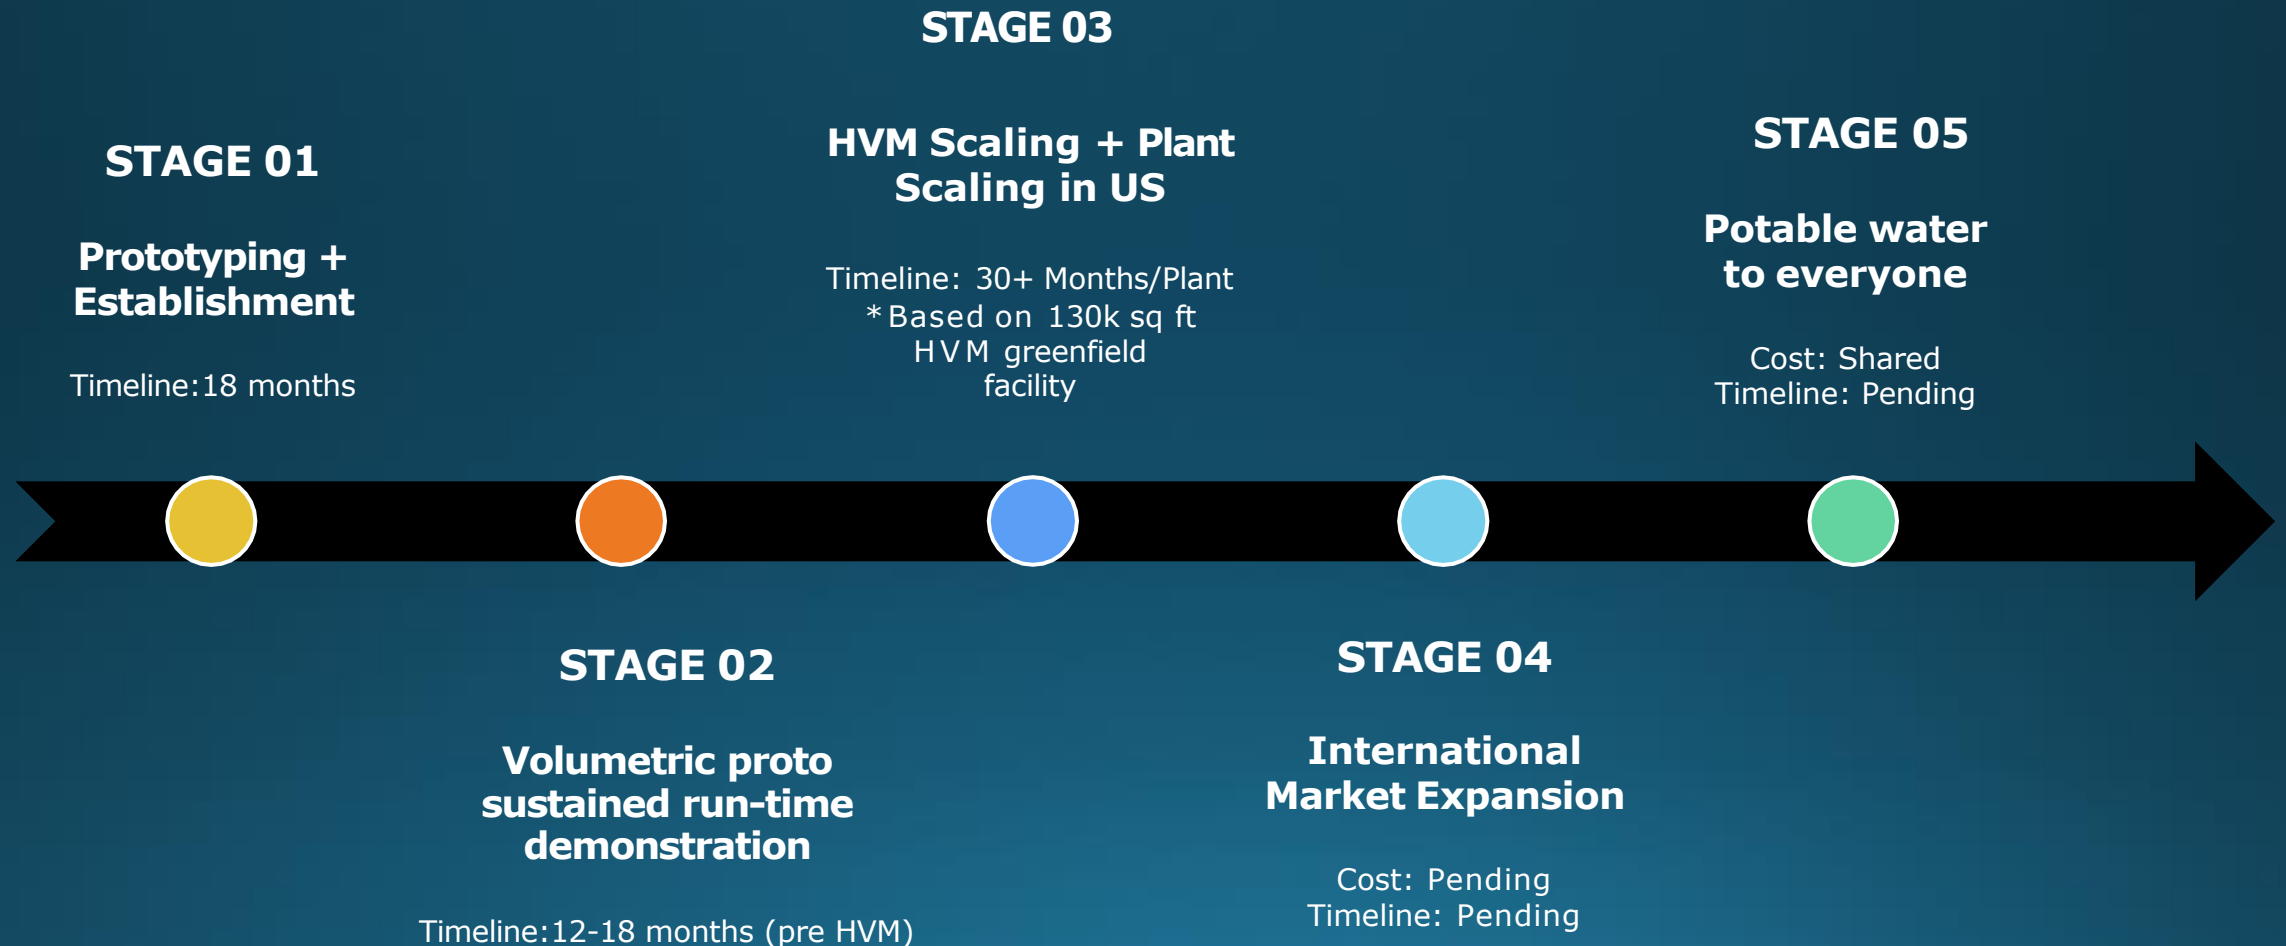 STAGE 01
Prototyping +
Establishment
Timeline:18 months
STAGE 02
Volumetric proto
sustained run-time
demonstration
Timeline:12-18 months (pre HVM)
STAGE 03
HVM Scaling + Plant
Scaling in US
Timeline: 30+ Months/Plant
*Based on 130k sq ft
HVM greenfield
facility
STAGE 04
International
Market Expansion
Cost: Pending
Timeline: Pending
STAGE 05
Potable water
to everyone
Cost: Shared
Timeline: Pending